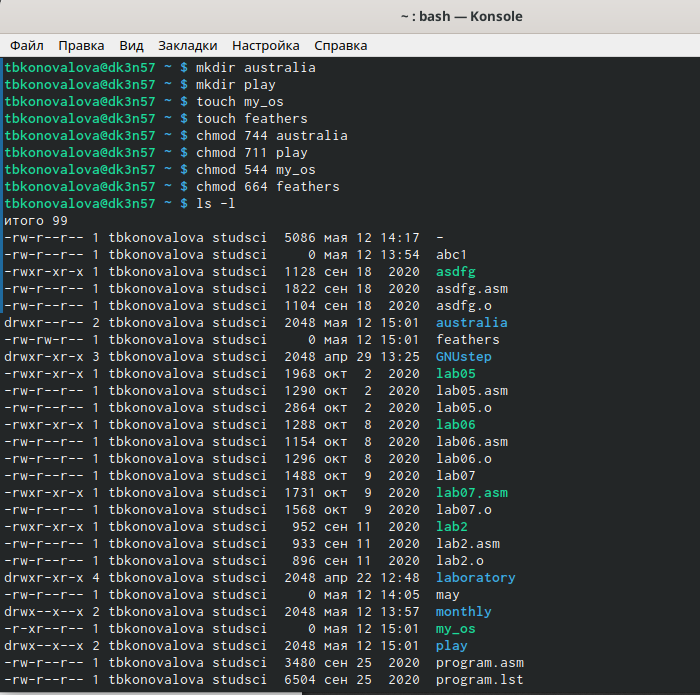 ~ : bash — Konsole
Файл Правка Вид Закладки Настройка Справка
tbkonovalova@dk3n57 ~ $ mkdir australia
tbkonovalova@dk3n57 ~ $ mkdir play
tbkonovalova@dk3n57 ~ $ touch my_os
tbkonovalova@dk3n57 ~ $ touch feathers
tbkonovalova@dk3n57 ~ $ chmod 744 australia
tbkonovalova@dk3n57 ~ $ chmod 711 play
tbkonovalova@dk3n57 ~ $ chmod 544 my_os
tbkonovalova@dk3n57 ~ $ chmod 664 feathers
tbkonovalova@dk3n57 ~ $ ls -l
итого 99
-rw-r--r-- 1 tbkonovalova studsci 5086 мая 12 14:17 -
-rw-r--r-- 1 tbkonovalova studsci 0 мая 12 13:54 abc1
-rwxr-xr-x 1 tbkonovalova studsci 1128 сен 18 2020 asdfg
-rw-r--r-- 1 tbkonovalova studsci 1822 сен 18 2020 asdfg.asm
-rw-r--r-- 1 tbkonovalova studsci 1104 сен 18 2020 asdfg.o
drwxr--r-- 2 tbkonovalova studsci 2048 мая 12 15:01 australia
-rw-rw-r-- 1 tbkonovalova studsci 0 мая 12 15:01 feathers
drwxr-xr-x 3 tbkonovalova studsci 2048 апр 29 13:25 GNUstep
-rwxr-xr-x 1 tbkonovalova studsci 1968 окт 2 2020 lab05
-rw-r--r-- 1 tbkonovalova studsci 1290 окт 2 2020 lab05.asm
-rw-r--r-- 1 tbkonovalova studsci 2864 окт 2 2020 lab05.o
-rwxr-xr-x 1 tbkonovalova studsci 1288 окт 8 2020 lab06
-rw-r--r-- 1 tbkonovalova studsci 1154 окт 8 2020 lab06.asm
-rw-r--r-- 1 tbkonovalova studsci 1296 окт 8 2020 lab06.o
-rw-r--r-- 1 tbkonovalova studsci 1488 окт 9 2020 lab07
-rwxr-xr-x 1 tbkonovalova studsci 1731 окт 9 2020 lab07.asm
-rw-r--r-- 1 tbkonovalova studsci 1568 окт 9 2020 lab07.o
-rwxr-xr-x 1 tbkonovalova studsci 952 сен 11 2020 lab2
-rw-r--r-- 1 tbkonovalova studsci 933 сен 11 2020 lab2.asm
-rw-r--r-- 1 tbkonovalova studsci 896 сен 11 2020 lab2.o
drwxr-xr-x 4 tbkonovalova studsci 2048 апр 22 12:48 laboratory
-rw-r--r-- 1 tbkonovalova studsci 0 мая 12 14:05 may
drwx--x--x 2 tbkonovalova studsci 2048 мая 12 13:57 monthly
-r-xr--r-- 1 tbkonovalova studsci 0 мая 12 15:01 my_os
drwx--x--x 2 tbkonovalova studsci 2048 мая 12 15:01 play
-rw-r--r-- 1 tbkonovalova studsci 3480 сен 25 2020 program.asm
-rw-r--r-- 1 tbkonovalova studsci 6504 сен 25 2020 program.lst